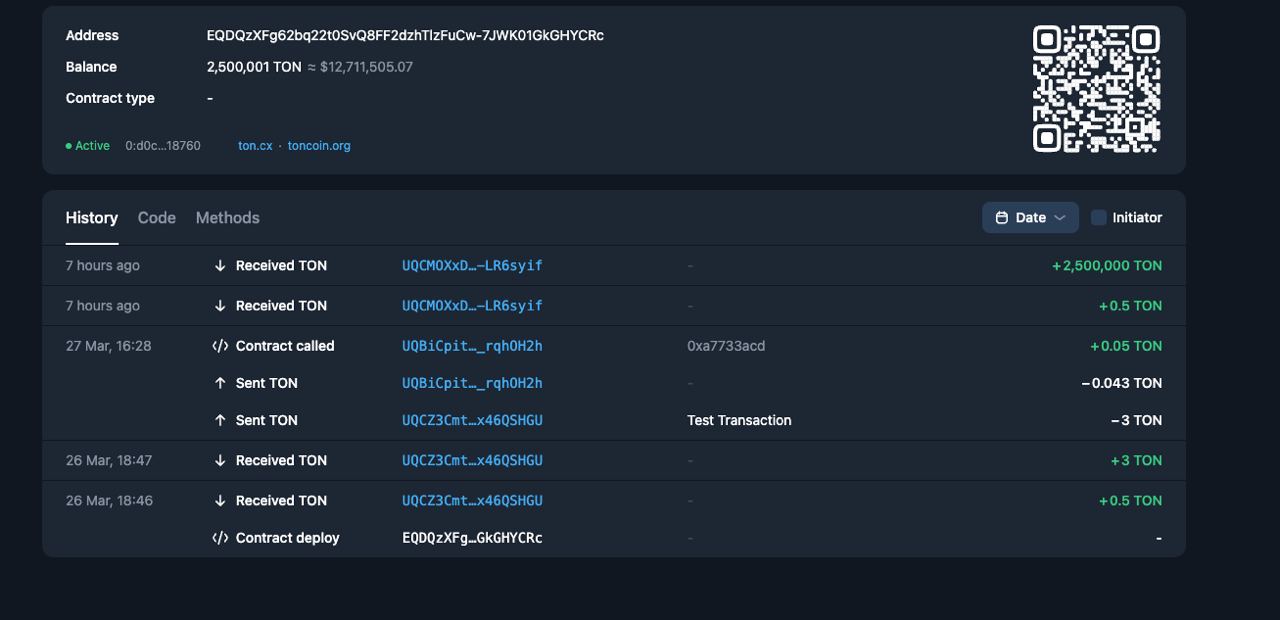 Address EQDQzXFg62bq22t0SvQ8FF2dzhTlzFuCw-7JWK01GkGHYCRc
Balance 2,500,001 TON ≈ $12,711,505.07
Contract type -
Active 0:d0c…18760 ton.cx · toncoin.org
History Code Methods Date Initiator
7 hours ago Received TON UQCMOXxD…–LR6syif - +2,500,000 TON
7 hours ago Received TON UQCMOXxD…–LR6syif - +0.5 TON
27 Mar, 16:28 </> Contract called UQBiCpit…_rqhOH2h 0xa7733acd +0.05 TON
Sent TON UQBiCpit…_rqhOH2h - −0.043 TON
Sent TON UQCZ3Cmt…x46QSHGU Test Transaction −3 TON
26 Mar, 18:47 Received TON UQCZ3Cmt…x46QSHGU - +3 TON
26 Mar, 18:46 Received TON UQCZ3Cmt…x46QSHGU - +0.5 TON
</> Contract deploy EQDQzXFg…GkGHYCRc - -